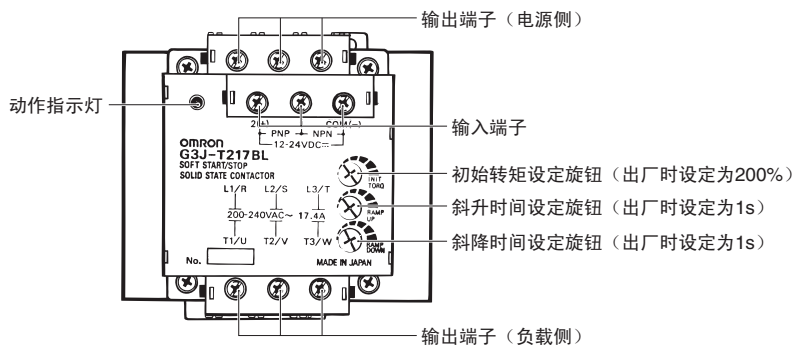 输出端子（电源侧）
动作指示灯
2(+) COM(−)
输入端子
PNP NPN
12-24VDC⎓
OMRON
G3J-T217BL
SOFT START/STOP
SOLID STATE CONTACTOR
INIT TORQ
初始转矩设定旋钮（出厂时设定为200%）
L1/R L2/S L3/T
200-240VAC~ 17.4A
RAMP UP
斜升时间设定旋钮（出厂时设定为1s）
T1/U T2/V T3/W
RAMP DOWN
斜降时间设定旋钮（出厂时设定为1s）
No. MADE IN JAPAN
输出端子（负载侧）